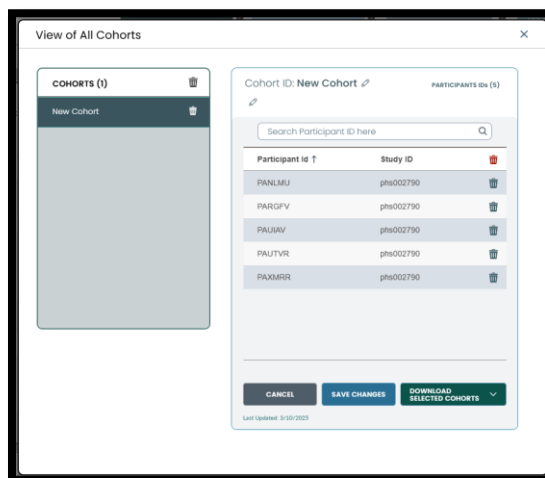 View of All Cohorts
COHORTS (1)
New Cohort
Cohort ID: New Cohort
PARTICIPANTS IDs (5)
Search Participant ID here
Participant Id ↑ Study ID
PANLMU phs002790
PARGFV phs002790
PAUIAV phs002790
PAUTVR phs002790
PAXMRR phs002790
CANCEL
SAVE CHANGES
DOWNLOAD
SELECTED COHORTS
Last Updated: 3/10/2025